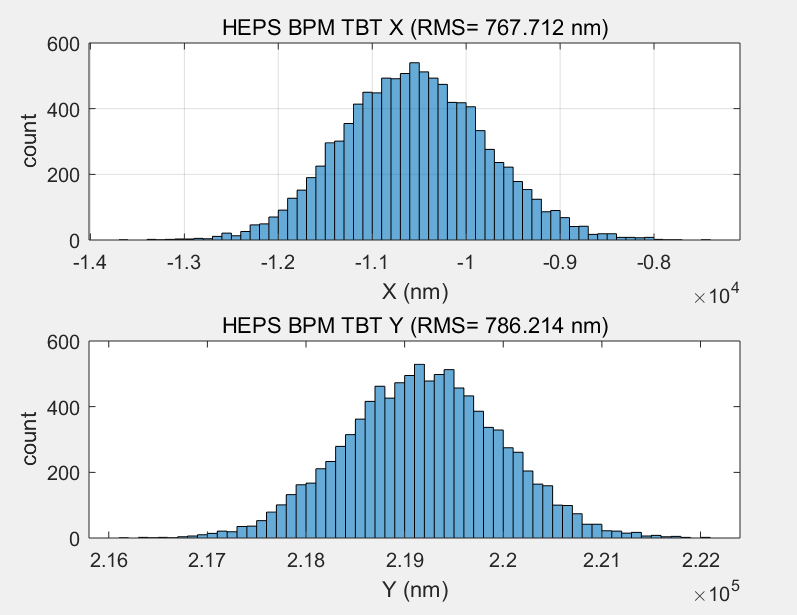 HEPS BPM TBT X (RMS= 767.712 nm)
600
400
200
0
count
-1.4 -1.3 -1.2 -1.1 -1 -0.9 -0.8
X (nm)
×10^4
HEPS BPM TBT Y (RMS= 786.214 nm)
600
400
200
0
count
2.16 2.17 2.18 2.19 2.2 2.21 2.22
Y (nm)
×10^5